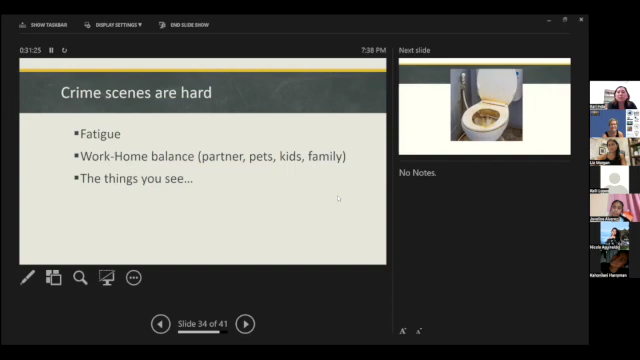 SHOW TASKBAR DISPLAY SETTINGS ▼ END SLIDE SHOW
0:31:25
7:38 PM
Crime scenes are hard
▪Fatigue
▪Work-Home balance (partner, pets, kids, family)
▪The things you see...
Slide 34 of 41
Next slide
No Notes.
A A
Liz Morgan